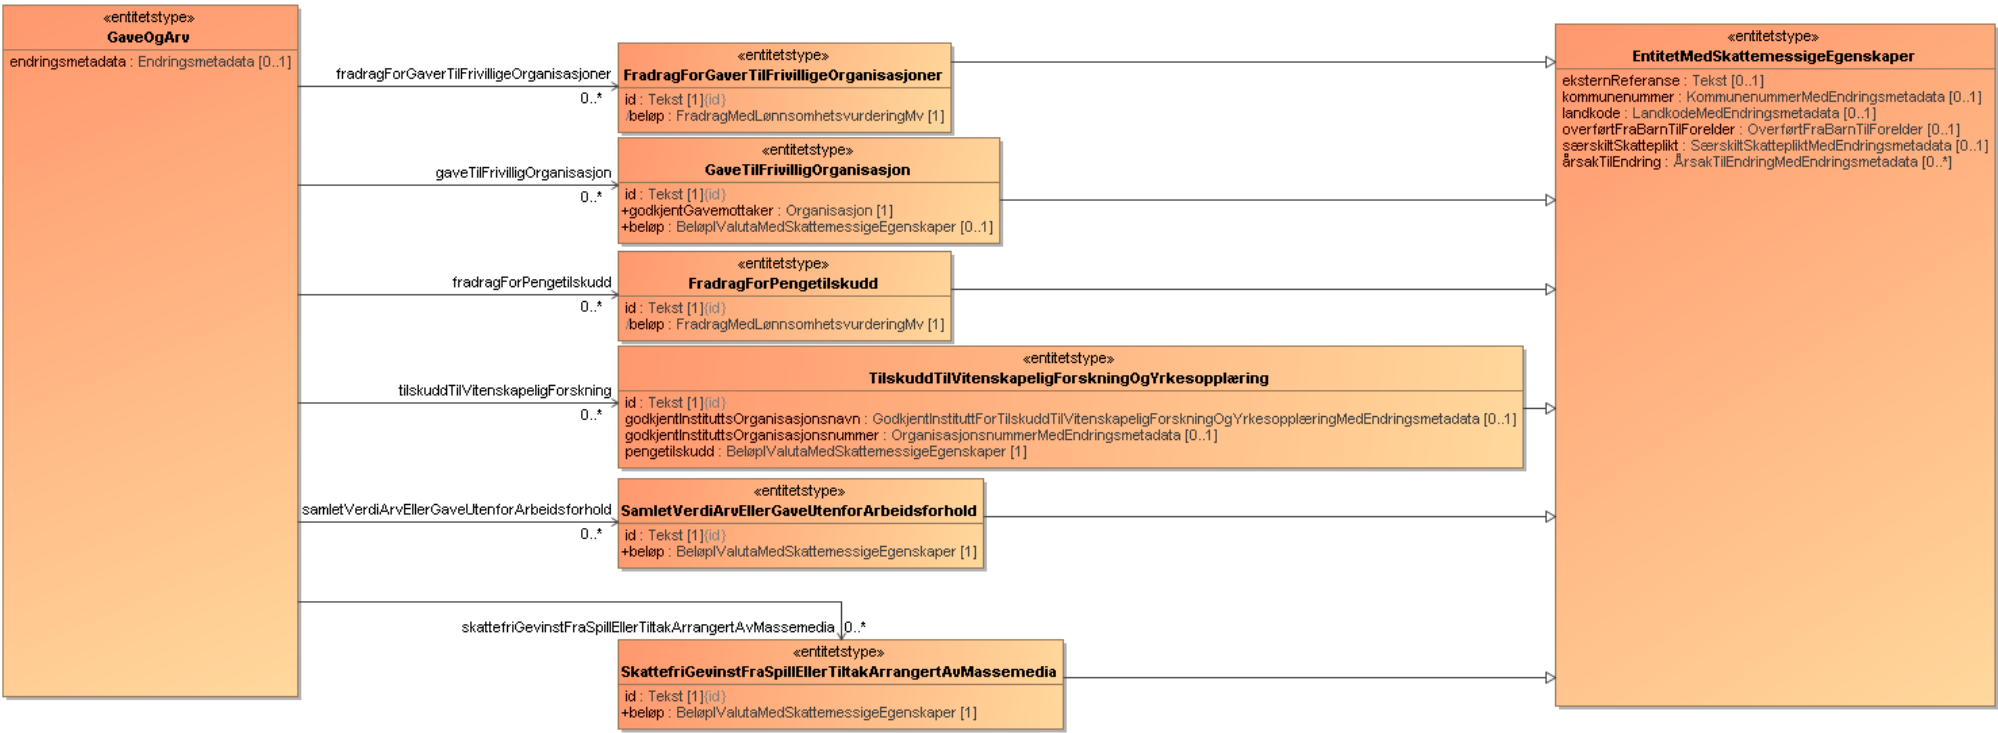 «entitetstype»
GaveOgArv
endringsmetadata : Endringsmetadata [0..1]
fradragForGaverTilFrivilligeOrganisasjoner
0..*
«entitetstype»
FradragForGaverTilFrivilligeOrganisasjoner
id : Tekst [1]{id}
/beløp : FradragMedLønnsomhetsvurderingMv [1]
gaveTilFrivilligOrganisasjon
0..*
«entitetstype»
GaveTilFrivilligOrganisasjon
id : Tekst [1]{id}
+godkjentGavemottaker : Organisasjon [1]
+beløp : BeløpIValutaMedSkattemessigeEgenskaper [0..1]
fradragForPengetilskudd
0..*
«entitetstype»
FradragForPengetilskudd
id : Tekst [1]{id}
/beløp : FradragMedLønnsomhetsvurderingMv [1]
tilskuddTilVitenskapeligForskning
0..*
«entitetstype»
TilskuddTilVitenskapeligForskningOgYrkesopplæring
id : Tekst [1]{id}
godkjentInstituttsOrganisasjonsnavn : GodkjentInstituttForTilskuddTilVitenskapeligForskningOgYrkesopplæringMedEndringsmetadata [0..1]
godkjentInstituttsOrganisasjonsnummer : OrganisasjonsnummerMedEndringsmetadata [0..1]
pengetilskudd : BeløpIValutaMedSkattemessigeEgenskaper [1]
samletVerdiArvEllerGaveUtenforArbeidsforhold
0..*
«entitetstype»
SamletVerdiArvEllerGaveUtenforArbeidsforhold
id : Tekst [1]{id}
+beløp : BeløpIValutaMedSkattemessigeEgenskaper [1]
skattefriGevinstFraSpillEllerTiltakArrangertAvMassemedia
0..*
«entitetstype»
SkattefriGevinstFraSpillEllerTiltakArrangertAvMassemedia
id : Tekst [1]{id}
+beløp : BeløpIValutaMedSkattemessigeEgenskaper [1]
«entitetstype»
EntitetMedSkattemessigeEgenskaper
eksternReferanse : Tekst [0..1]
kommunenummer : KommunenummerMedEndringsmetadata [0..1]
landkode : LandkodeMedEndringsmetadata [0..1]
overførtFraBarnTilForelder : OverførtFraBarnTilForelder [0..1]
særskiltSkatteplikt : SærskiltSkattepliktMedEndringsmetadata [0..1]
årsakTilEndring : ÅrsakTilEndringMedEndringsmetadata [0..*]